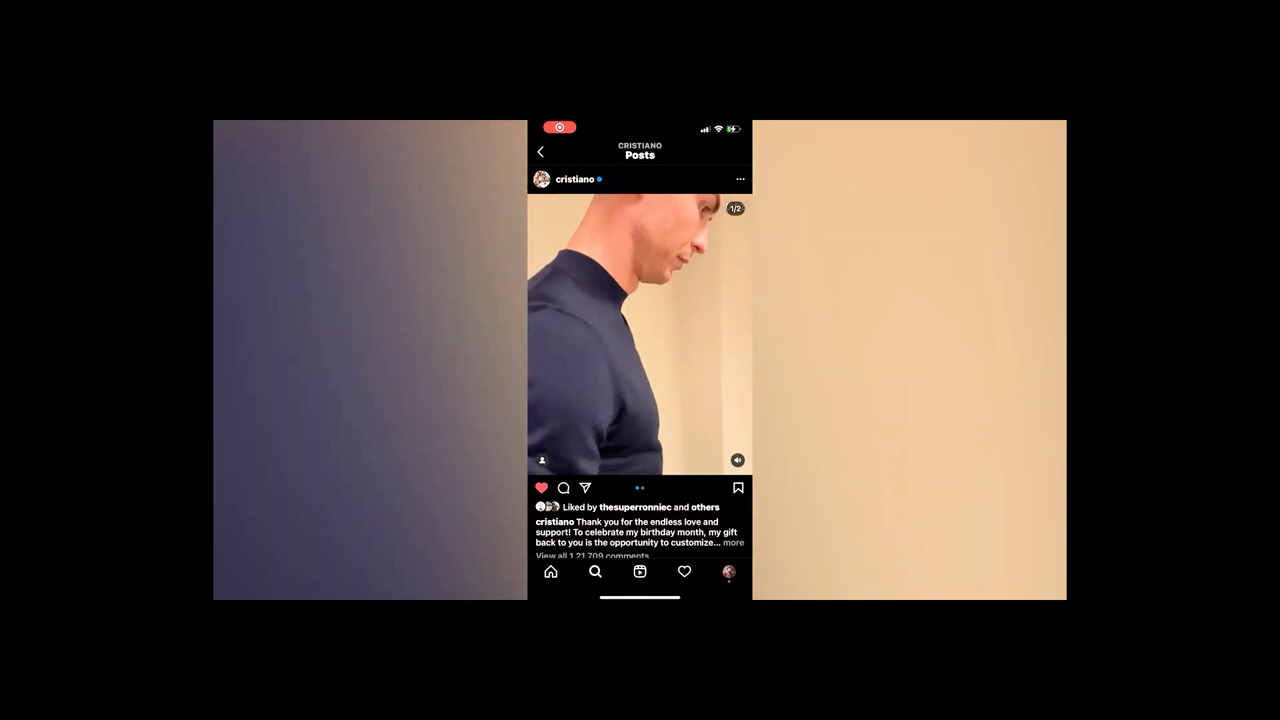 CRISTIANO
Posts
cristiano
1/2
Liked by thesuperronniec and others
cristiano Thank you for the endless love and
support! To celebrate my birthday month, my gift
back to you is the opportunity to customize... more
View all 1,21,709 comments